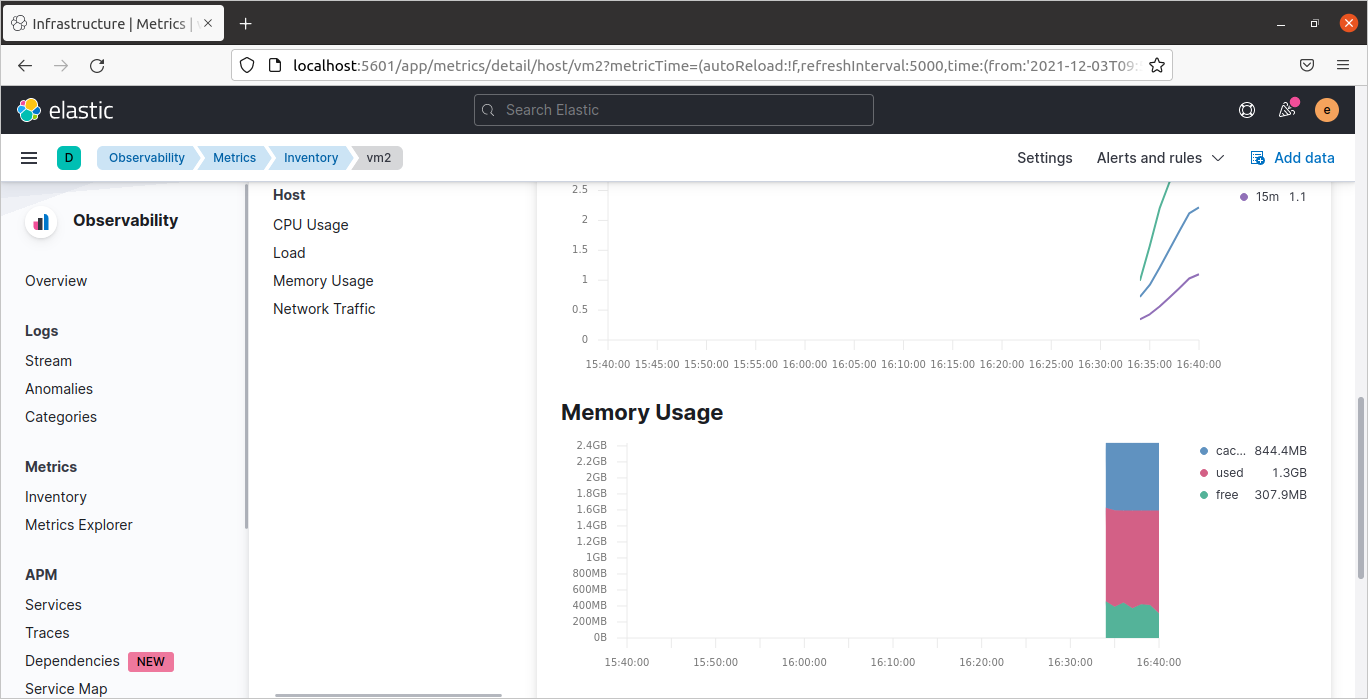 Infrastructure | Metrics |
localhost:5601/app/metrics/detail/host/vm2?metricTime=(autoReload:!f,refreshInterval:5000,time:(from:'2021-12-03T09:
elastic
Search Elastic
e
D
Observability
Metrics
Inventory
vm2
Settings
Alerts and rules
Add data
Observability
Overview
Logs
Stream
Anomalies
Categories
Metrics
Inventory
Metrics Explorer
APM
Services
Traces
Dependencies NEW
Service Map
Host
CPU Usage
Load
Memory Usage
Network Traffic
2.5
2
1.5
1
0.5
0
15:40:00 15:45:00 15:50:00 15:55:00 16:00:00 16:05:00 16:10:00 16:15:00 16:20:00 16:25:00 16:30:00 16:35:00 16:40:00
15m 1.1
Memory Usage
2.4GB
2.2GB
2GB
1.8GB
1.6GB
1.4GB
1.2GB
1GB
800MB
600MB
400MB
200MB
0B
15:40:00 15:50:00 16:00:00 16:10:00 16:20:00 16:30:00 16:40:00
cac... 844.4MB
used 1.3GB
free 307.9MB